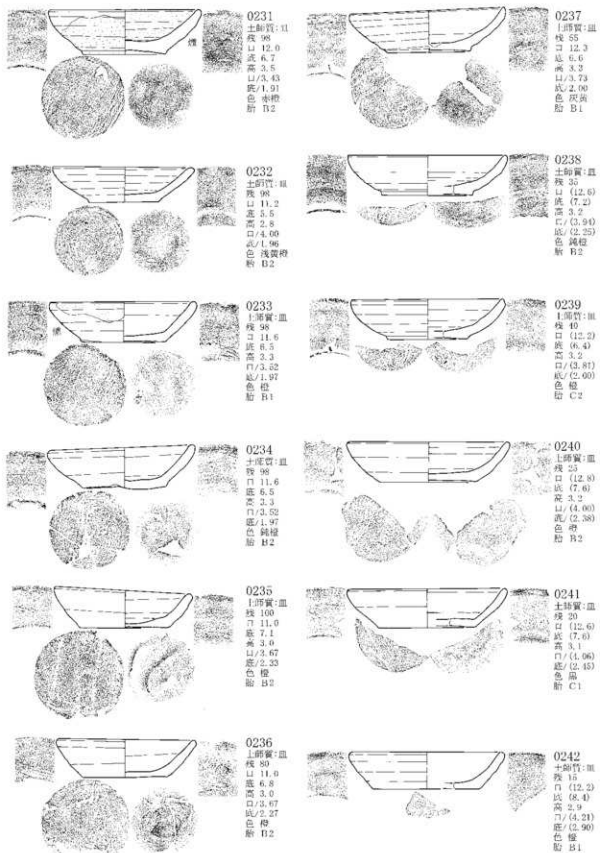 0231
土師質:皿
残 98
口 12.0
底 6.7
高 3.5
口/3.43
底/1.91
色 赤橙
胎 B2
煤
0232
土師質:皿
残 98
口 11.2
底 5.5
高 2.8
口/4.00
底/1.96
色 浅黄橙
胎 B2
0233
土師質:皿
残 98
口 11.6
底 6.5
高 3.3
口/3.52
底/1.97
色 橙
胎 B1
煤
0234
土師質:皿
残 98
口 11.6
底 6.5
高 3.3
口/3.52
底/1.97
色 鈍橙
胎 B2
0235
土師質:皿
残 100
口 11.0
底 7.1
高 3.0
口/3.67
底/2.33
色 橙
胎 B2
0236
土師質:皿
残 80
口 11.0
底 6.8
高 3.0
口/3.67
底/2.27
色 橙
胎 B2
0237
土師質:皿
残 55
口 12.3
底 6.6
高 3.3
口/3.73
底/2.00
色 灰黄
胎 B1
0238
土師質:皿
残 35
口 (12.6)
底 (7.2)
高 3.2
口/(3.94)
底/(2.25)
色 鈍橙
胎 B2
0239
土師質:皿
残 40
口 (12.2)
底 (6.4)
高 3.2
口/(3.81)
底/(2.00)
色 橙
胎 C2
0240
土師質:皿
残 25
口 (12.8)
底 (7.6)
高 3.2
口/(4.00)
底/(2.38)
色 橙
胎 B2
0241
土師質:皿
残 20
口 (12.6)
底 (7.6)
高 3.1
口/(4.06)
底/(2.45)
色 黒
胎 C1
0242
土師質:皿
残 15
口 (12.2)
底 (8.4)
高 2.9
口/(4.21)
底/(2.90)
色 橙
胎 B1